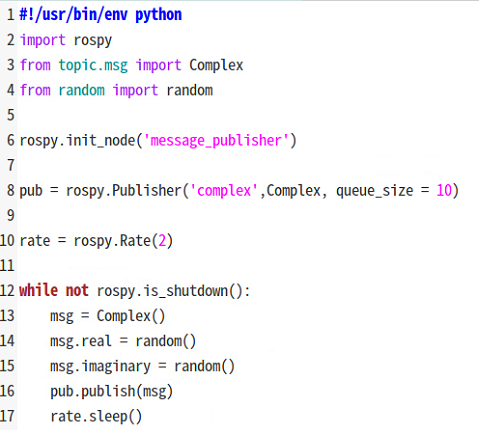 1 #!/usr/bin/env python
2 import rospy
3 from topic.msg import Complex
4 from random import random
5
6 rospy.init_node('message_publisher')
7
8 pub = rospy.Publisher('complex',Complex, queue_size = 10)
9
10 rate = rospy.Rate(2)
11
12 while not rospy.is_shutdown():
13     msg = Complex()
14     msg.real = random()
15     msg.imaginary = random()
16     pub.publish(msg)
17     rate.sleep()